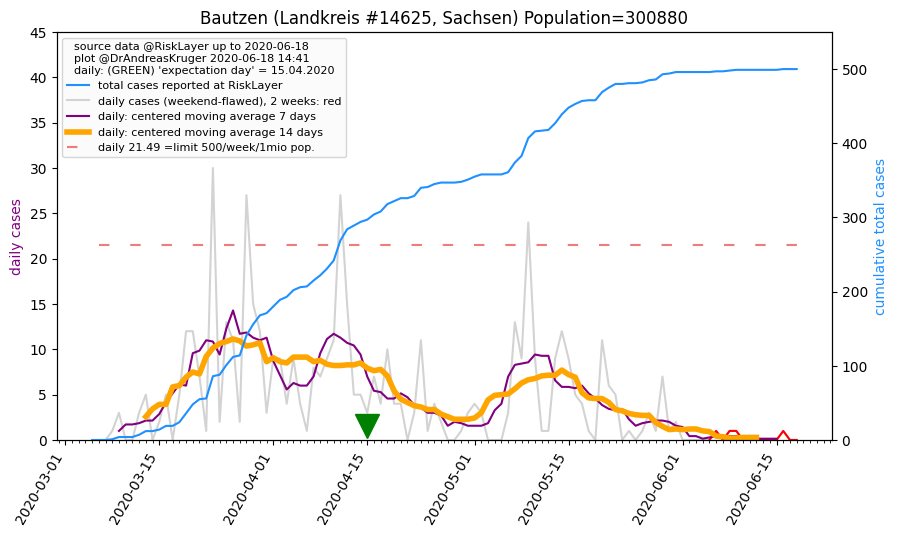 Bautzen (Landkreis #14625, Sachsen) Population=300880
source data @RiskLayer up to 2020-06-18
plot @DrAndreasKruger 2020-06-18 14:41
daily: (GREEN) 'expectation day' = 15.04.2020
total cases reported at RiskLayer
daily cases (weekend-flawed), 2 weeks: red
daily: centered moving average 7 days
daily: centered moving average 14 days
daily 21.49 =limit 500/week/1mio pop.
daily cases
45
40
35
30
25
20
15
10
5
0
cumulative total cases
500
400
300
200
100
0
2020-03-01
2020-03-15
2020-04-01
2020-04-15
2020-05-01
2020-05-15
2020-06-01
2020-06-15